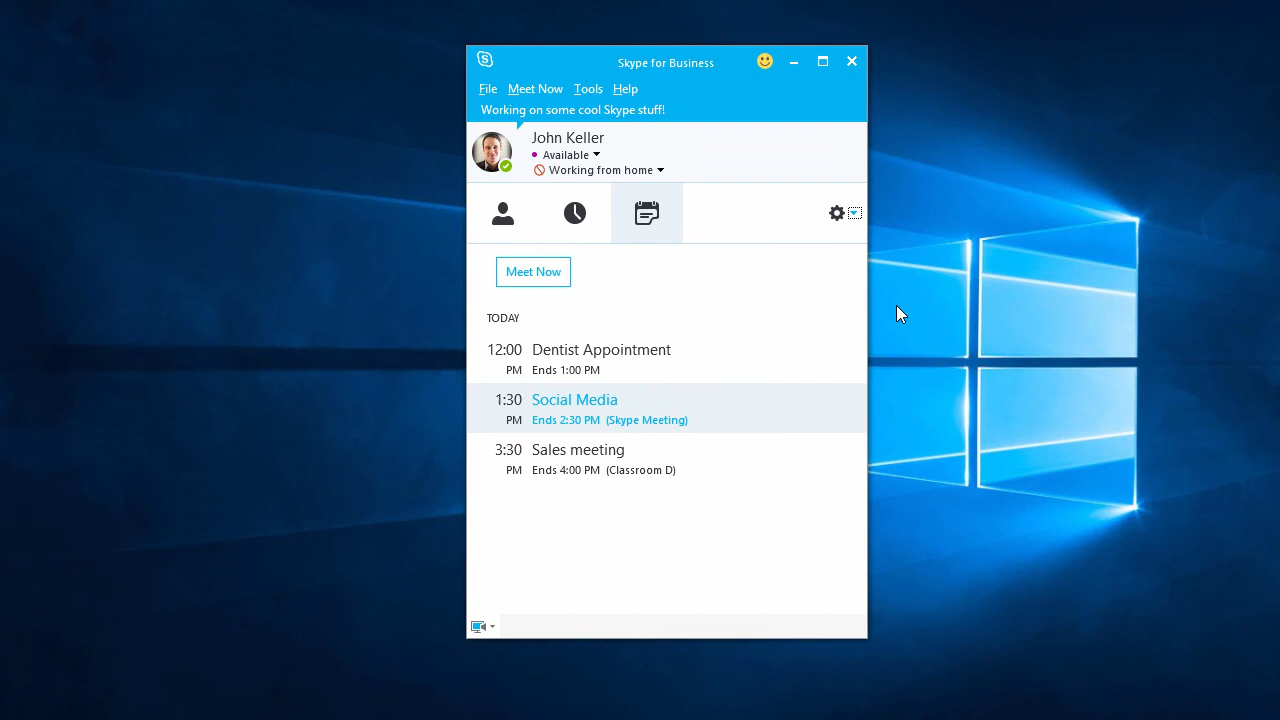 Skype for Business
File Meet Now Tools Help
Working on some cool Skype stuff!
John Keller
Available
Working from home
Meet Now
TODAY
12:00 Dentist Appointment
PM Ends 1:00 PM
1:30 Social Media
PM Ends 2:30 PM (Skype Meeting)
3:30 Sales meeting
PM Ends 4:00 PM (Classroom D)